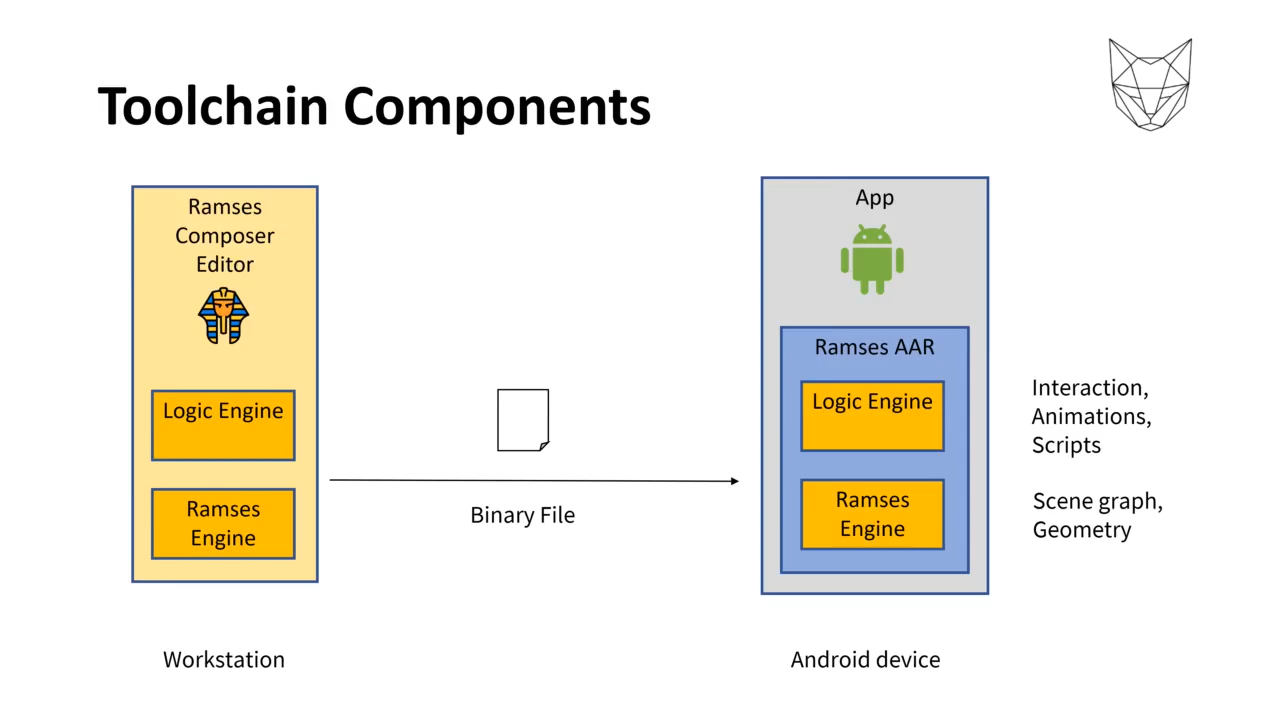 Toolchain Components
Ramses
Composer
Editor
Logic Engine
Ramses
Engine
Workstation
Binary File
App
Ramses AAR
Logic Engine
Ramses
Engine
Android device
Interaction,
Animations,
Scripts
Scene graph,
Geometry